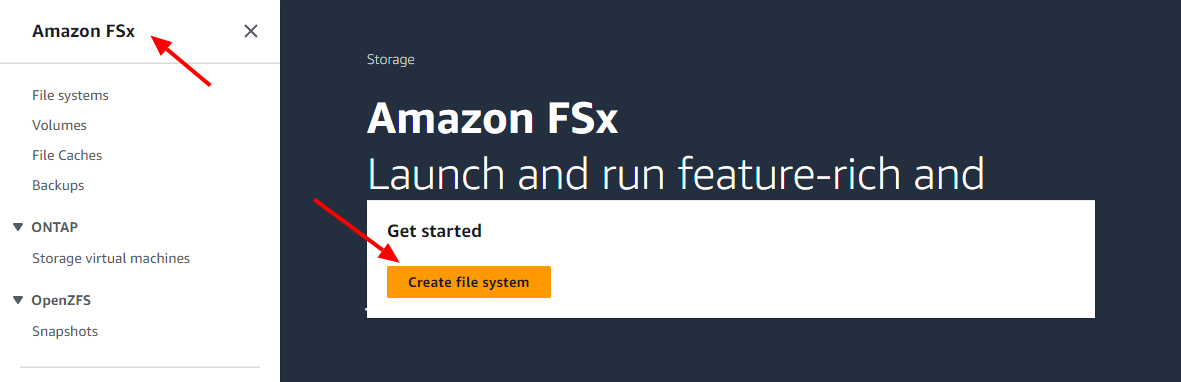 Amazon FSx
File systems
Volumes
File Caches
Backups
ONTAP
Storage virtual machines
OpenZFS
Snapshots
Storage
Amazon FSx
Launch and run feature-rich and
Get started
Create file system